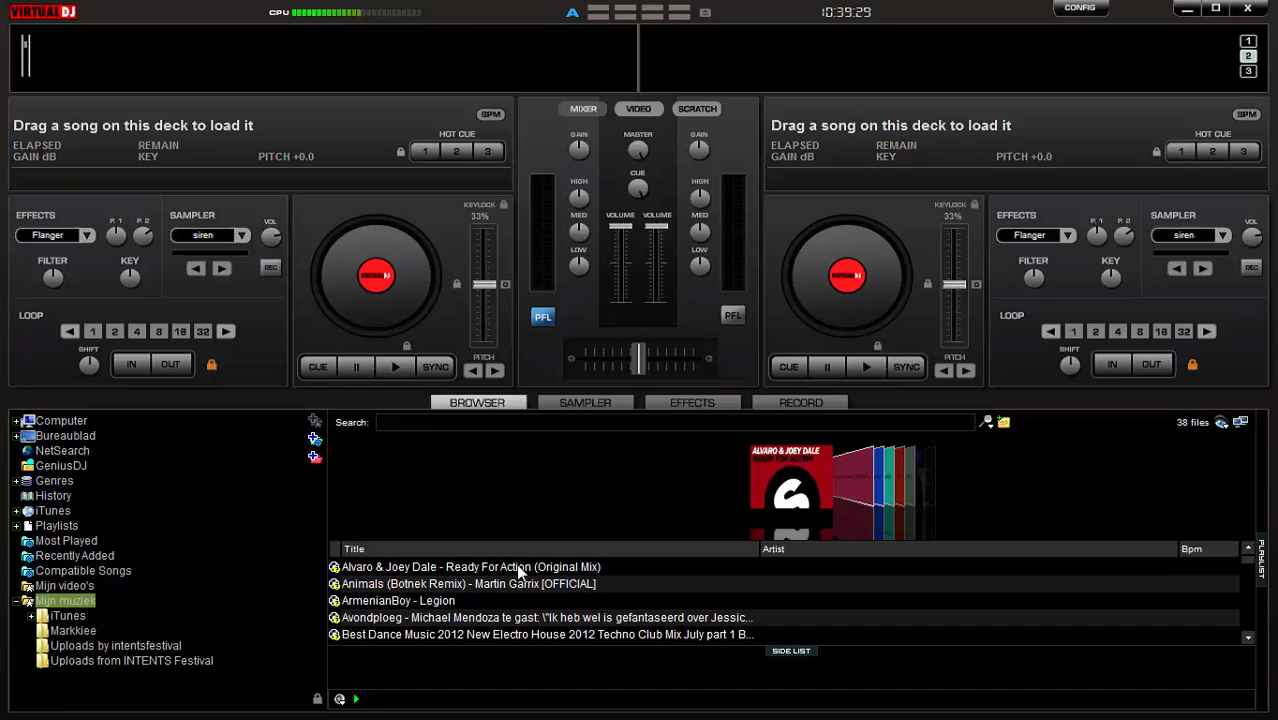 VIRTUALDJ
CPU
A
B
10:39:29
CONFIG
1
2
3
BPM
Drag a song on this deck to load it
HOT CUE
ELAPSED
REMAIN
GAIN dB
KEY
PITCH +0.0
1 2 3
MIXER
VIDEO
SCRATCH
GAIN
MASTER
GAIN
HIGH
CUE
HIGH
MED
VOLUME
VOLUME
MED
LOW
LOW
PFL
PFL
BPM
Drag a song on this deck to load it
HOT CUE
ELAPSED
REMAIN
GAIN dB
KEY
PITCH +0.0
1 2 3
EFFECTS
P. 1
P. 2
SAMPLER
VOL
Flanger
siren
FILTER
KEY
REC
LOOP
1 2 4 8 16 32
SHIFT
IN
OUT
KEYLOCK
33%
VIRTUALDJ
CUE
SYNC
PITCH
KEYLOCK
33%
VIRTUALDJ
CUE
SYNC
PITCH
EFFECTS
P. 1
P. 2
SAMPLER
VOL
Flanger
siren
FILTER
KEY
REC
LOOP
1 2 4 8 16 32
SHIFT
IN
OUT
BROWSER
SAMPLER
EFFECTS
RECORD
Computer
Bureaublad
NetSearch
GeniusDJ
Genres
History
iTunes
Playlists
Most Played
Recently Added
Compatible Songs
Mijn video's
Mijn muziek
iTunes
Markkiee
Uploads by intentsfestival
Uploads from INTENTS Festival
Search:
38 files
ALVARO & JOEY DALE
READY FOR ACTION
Title
Artist
Bpm
Alvaro & Joey Dale - Ready For Action (Original Mix)
Animals (Botnek Remix) - Martin Garrix [OFFICIAL]
ArmenianBoy - Legion
Avondploeg - Michael Mendoza te gast: \"Ik heb wel is gefantaseerd over Jessic...
Best Dance Music 2012 New Electro House 2012 Techno Club Mix July part 1 B...
SIDE LIST
PLAYLIST